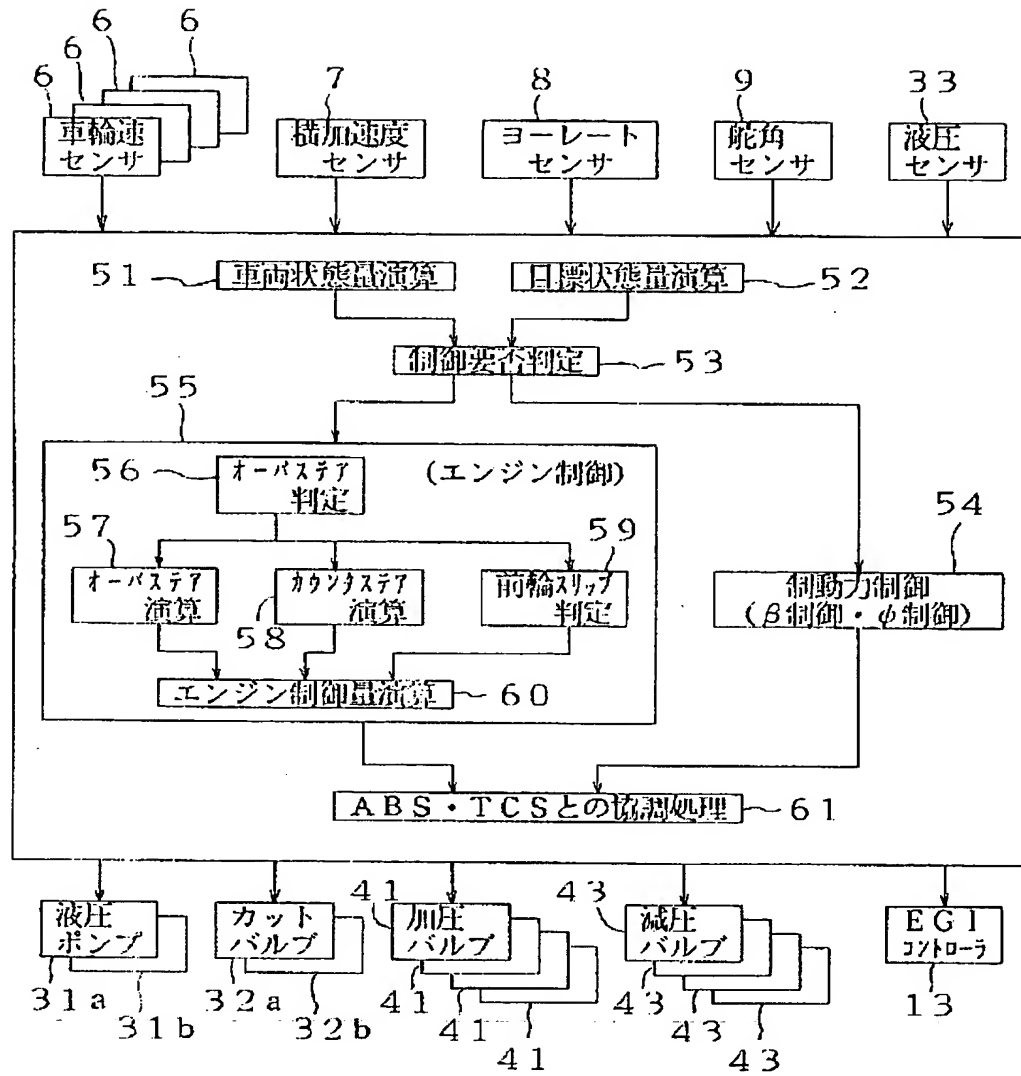 6
6
6
6
7
8
9
33
車輪速
センサ
横加速度
センサ
ヨーレート
センサ
舵角
センサ
液圧
センサ
51
車両状態量演算
目標状態量演算
52
制御要否判定
53
55
56
オーバステア
判定
(エンジン制御)
57
59
54
オーバステア
演算
カウンタステア
演算
58
前輪スリップ
判定
制動力制御
(β制御・ψ制御)
エンジン制御量演算
60
ABS・TCSとの協調処理
61
液圧
ポンプ
カット
バルブ
41
加圧
バルブ
43
減圧
バルブ
EGI
コントローラ
31a
31b
32a
32b
41
41
41
43
43
43
13